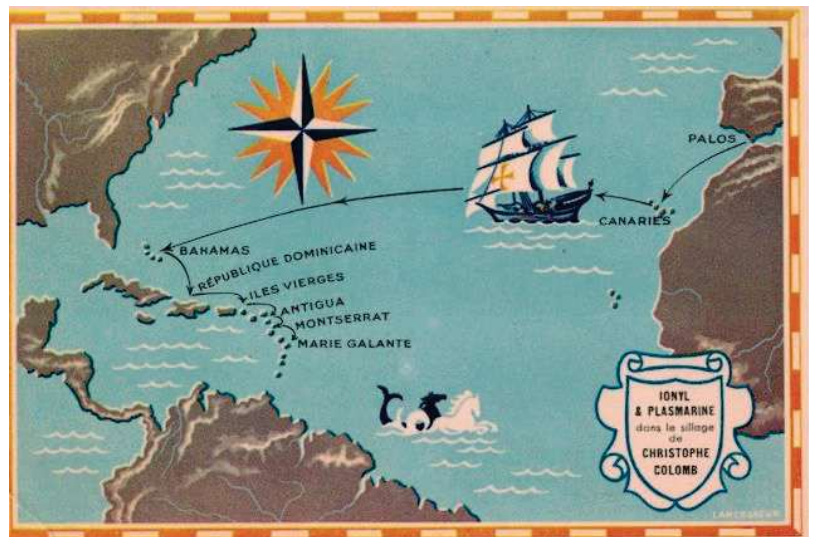 PALOS
CANARIES
BAHAMAS
RÉPUBLIQUE DOMINICAINE
ILES VIERGES
ANTIGUA
MONTSERRAT
MARIE GALANTE
IONYL
& PLASMARINE
dans le sillage
de
CHRISTOPHE
COLOMB